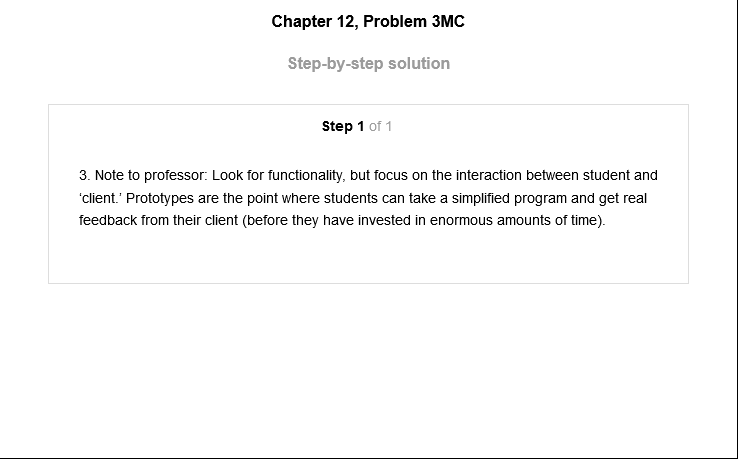 Chapter 12, Problem 3MC
Step-by-step solution
Step 1 of 1
3. Note to professor: Look for functionality, but focus on the interaction between student and
‘client.’ Prototypes are the point where students can take a simplified program and get real
feedback from their client (before they have invested in enormous amounts of time).